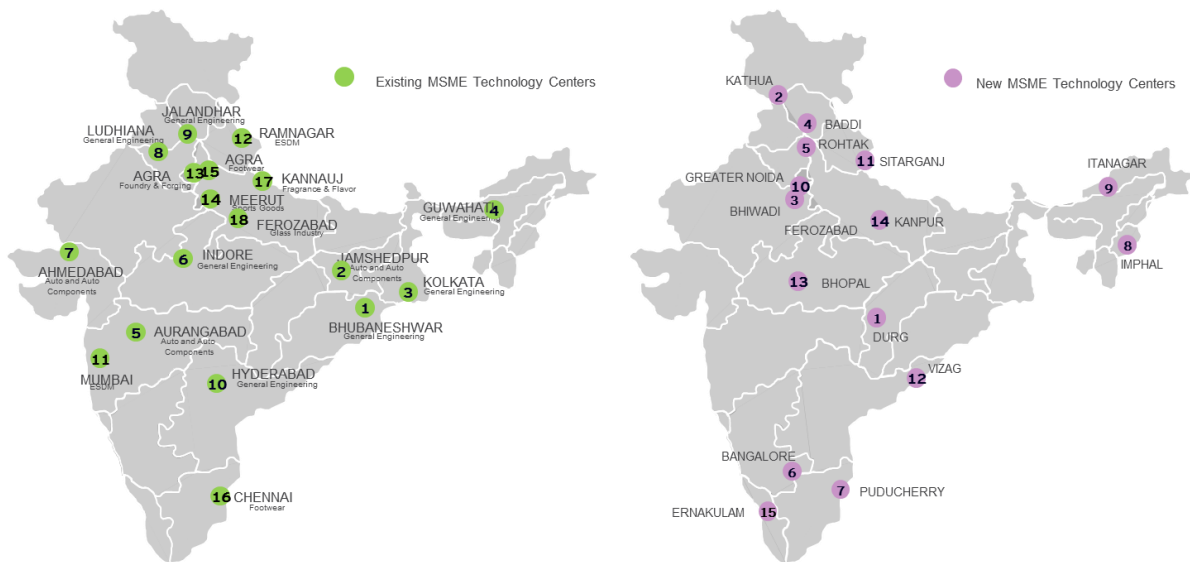 Existing MSME Technology Centers
JALANDHAR
General Engineering
9
LUDHIANA
General Engineering
8
12
RAMNAGAR
ESDM
AGRA
Footwear
15
13
AGRA
Foundry & Forging
17
KANNAUJ
Fragrance & Flavor
14
MEERUT
Sports Goods
18
FEROZABAD
Glass Industry
GUWAHATI
General Engineering
4
7
AHMEDABAD
Auto and Auto
Components
6
INDORE
General Engineering
JAMSHEDPUR
Auto and Auto
Components
2
3
KOLKATA
General Engineering
1
BHUBANESHWAR
General Engineering
5
AURANGABAD
Auto and Auto
Components
11
MUMBAI
ESDM
10
HYDERABAD
General Engineering
16
CHENNAI
Footwear
New MSME Technology Centers
KATHUA
2
4
BADDI
5
ROHTAK
11
SITARGANJ
GREATER NOIDA
10
3
BHIWADI
ITANAGAR
9
FEROZABAD
14
KANPUR
8
IMPHAL
13
BHOPAL
1
DURG
VIZAG
12
BANGALORE
6
7
PUDUCHERRY
ERNAKULAM
15